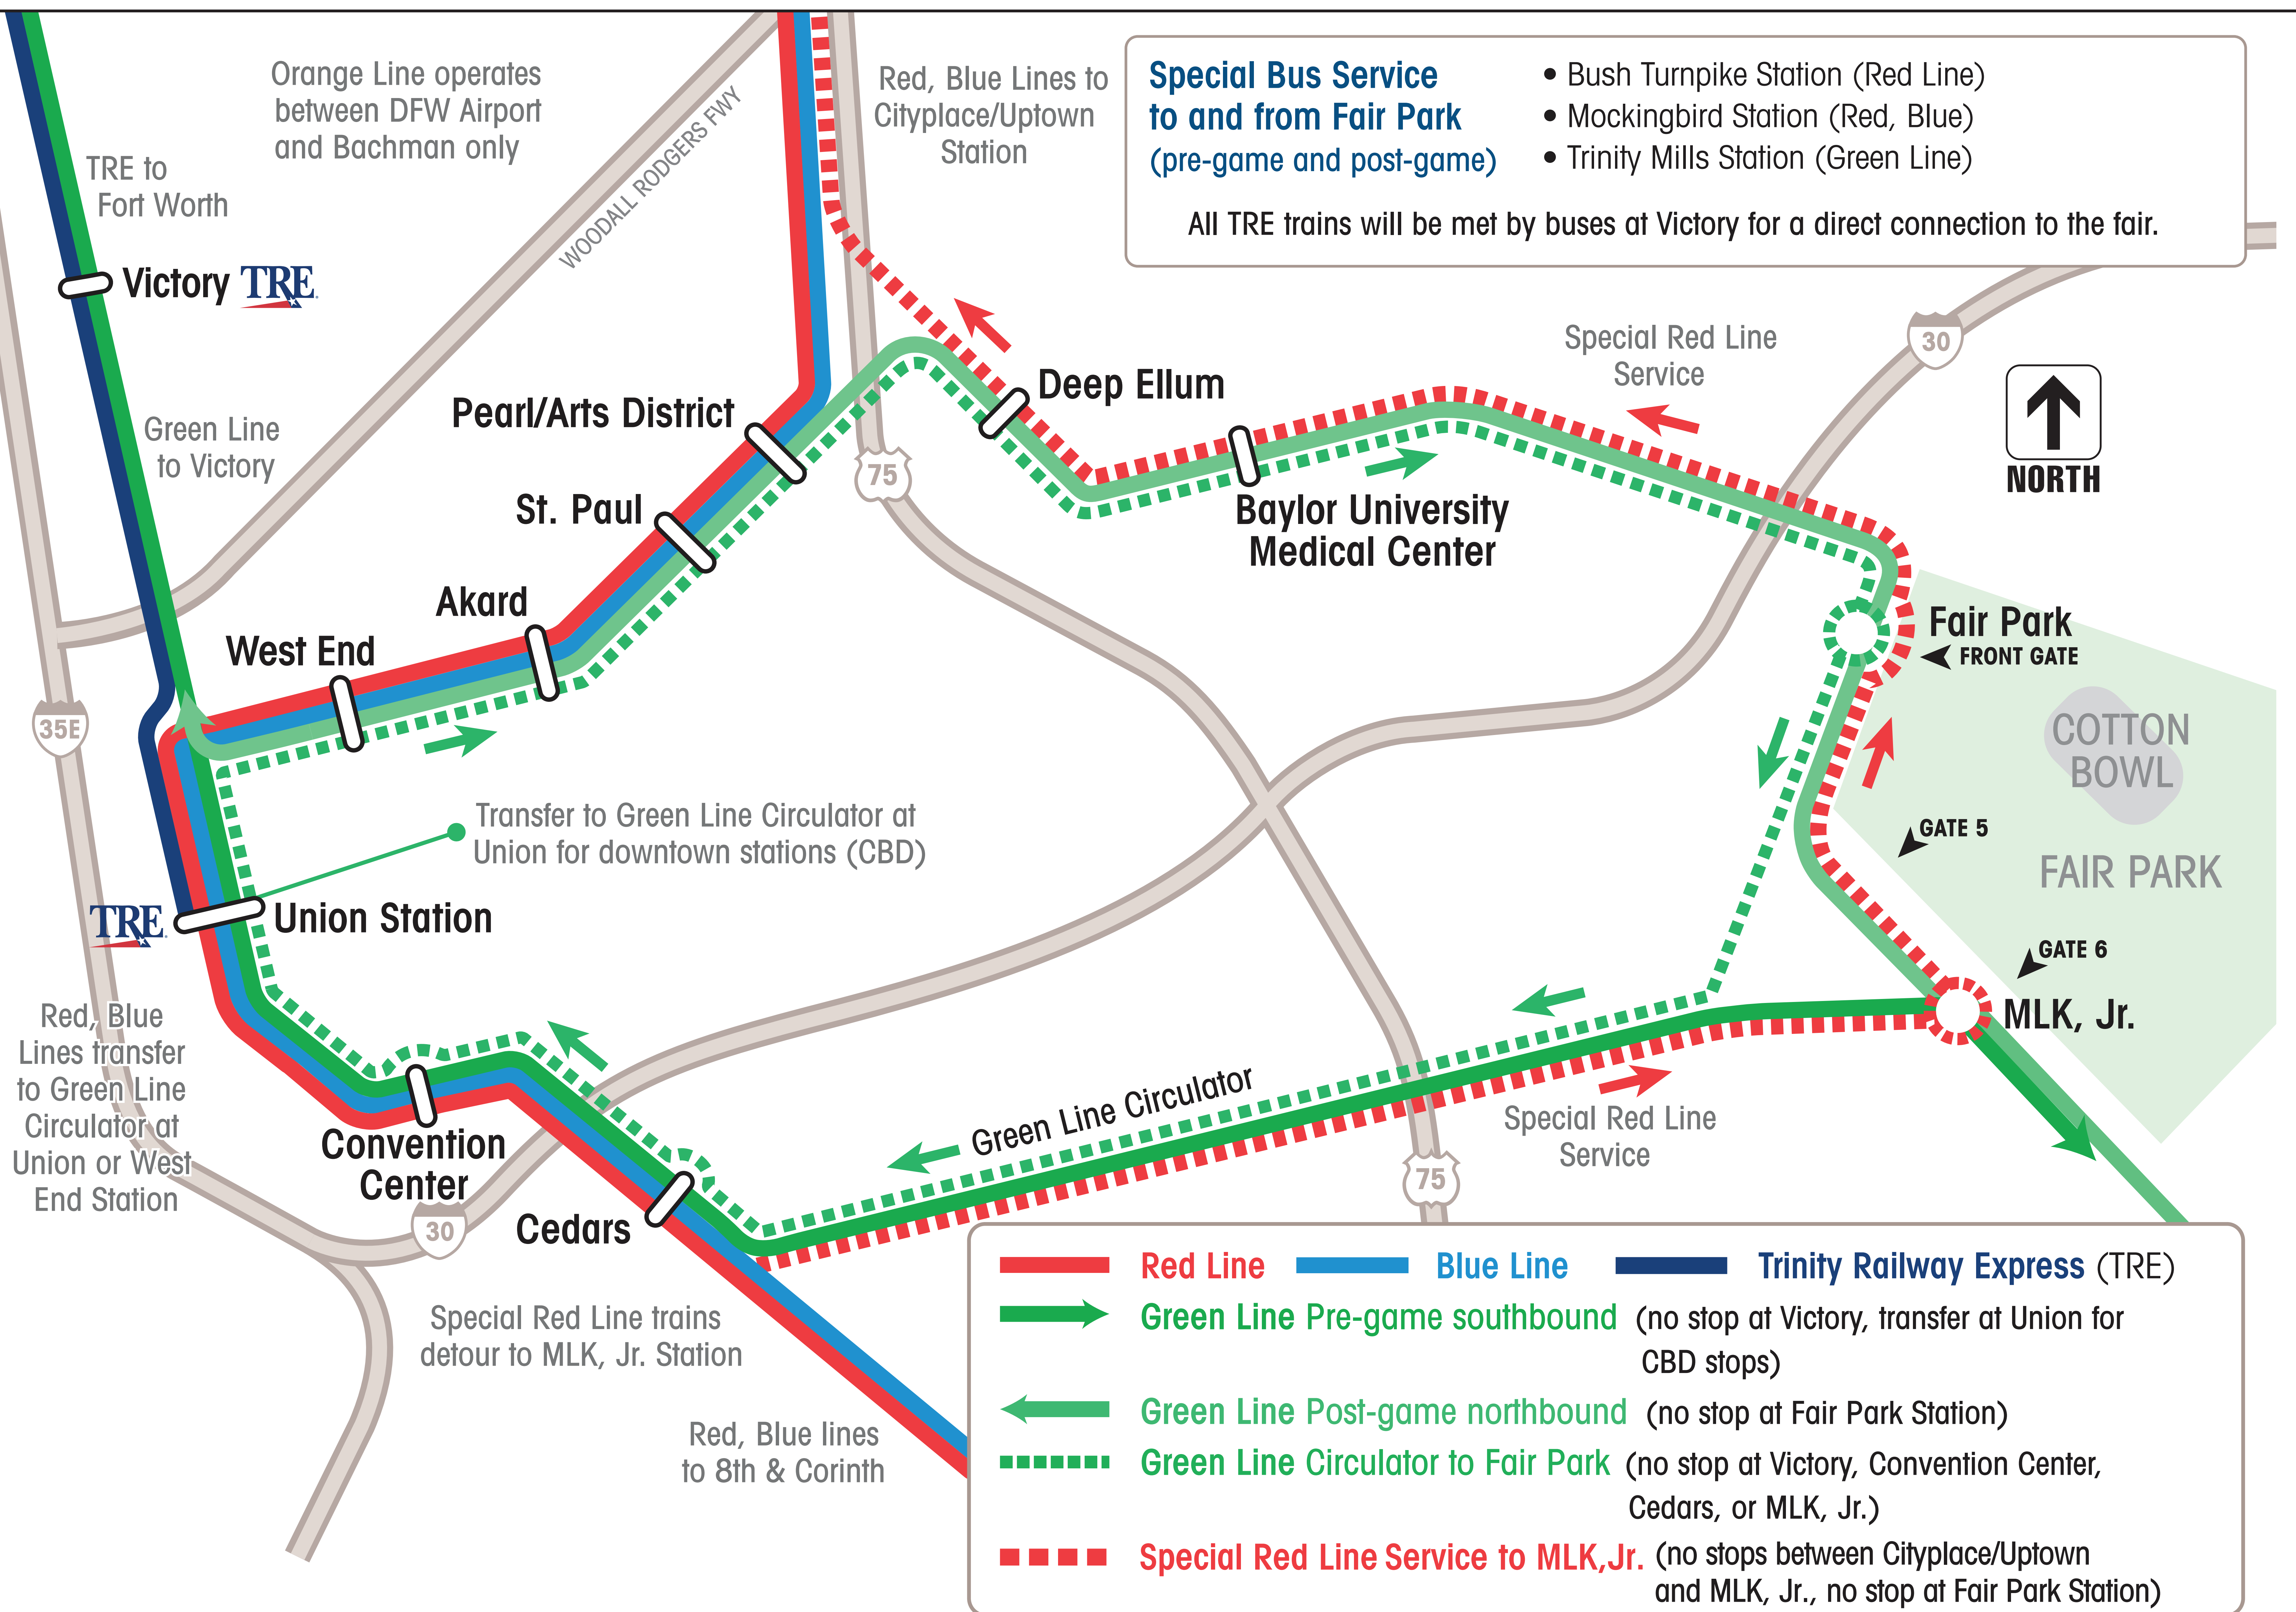 Orange Line operates
between DFW Airport
and Bachman only
WOODALL RODGERS FWY
Red, Blue Lines to
Cityplace/Uptown
Station
Special Bus Service
to and from Fair Park
(pre-game and post-game)
• Bush Turnpike Station (Red Line)
• Mockingbird Station (Red, Blue)
• Trinity Mills Station (Green Line)
All TRE trains will be met by buses at Victory for a direct connection to the fair.
TRE to
Fort Worth
Victory TRE
Green Line
to Victory
Pearl/Arts District
St. Paul
Akard
West End
75
Deep Ellum
Baylor University
Medical Center
Special Red Line
Service
30
NORTH
Fair Park
FRONT GATE
COTTON
BOWL
GATE 5
FAIR PARK
GATE 6
MLK, Jr.
35E
Transfer to Green Line Circulator at
Union for downtown stations (CBD)
TRE
Union Station
Red, Blue
Lines transfer
to Green Line
Circulator at
Union or West
End Station
Convention
Center
30
Cedars
Green Line Circulator
Special Red Line
Service
75
Special Red Line trains
detour to MLK, Jr. Station
Red, Blue lines
to 8th & Corinth
Red Line Blue Line Trinity Railway Express (TRE)
Green Line Pre-game southbound (no stop at Victory, transfer at Union for
CBD stops)
Green Line Post-game northbound (no stop at Fair Park Station)
Green Line Circulator to Fair Park (no stop at Victory, Convention Center,
Cedars, or MLK, Jr.)
Special Red Line Service to MLK,Jr. (no stops between Cityplace/Uptown
and MLK, Jr., no stop at Fair Park Station)